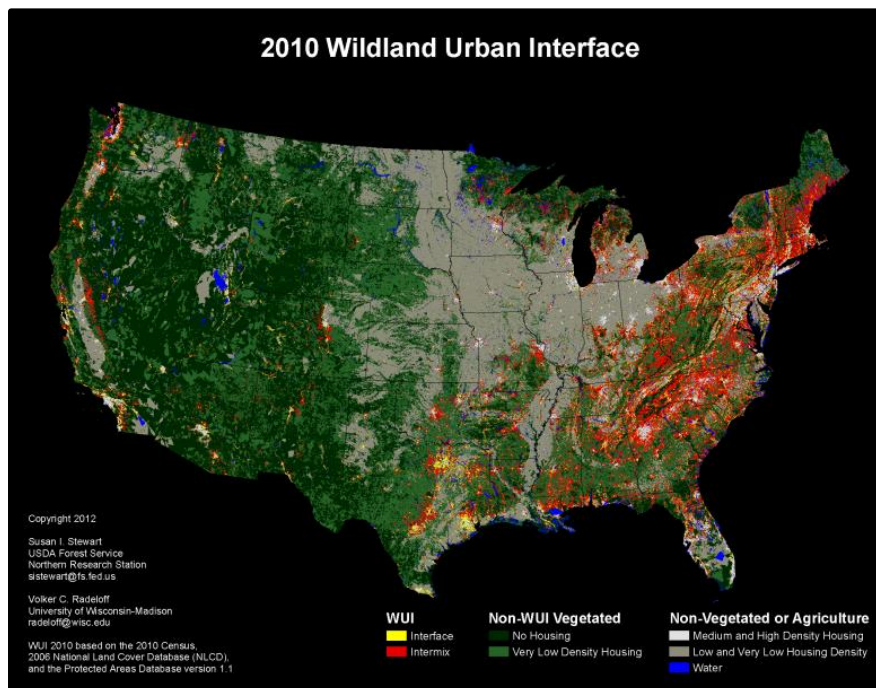 2010 Wildland Urban Interface
Copyright 2012
Susan I. Stewart
USDA Forest Service
Northern Research Station
sistewart@fs.fed.us
Volker C. Radeloff
University of Wisconsin-Madison
radeloff@wisc.edu
WUI 2010 based on the 2010 Census,
2006 National Land Cover Database (NLCD),
and the Protected Areas Database version 1.1
WUI
Interface
Intermix
Non-WUI Vegetated
No Housing
Very Low Density Housing
Non-Vegetated or Agriculture
Medium and High Density Housing
Low and Very Low Housing Density
Water